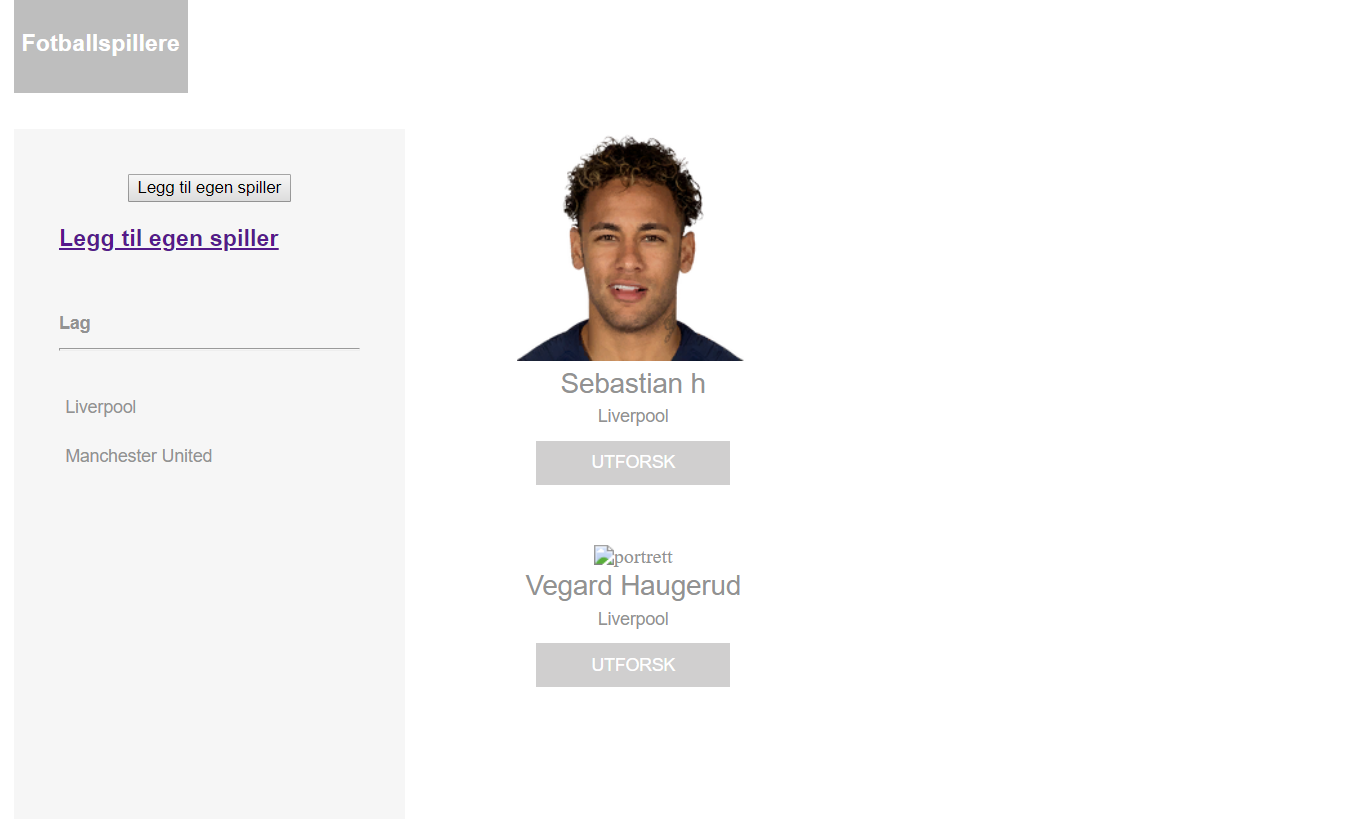 Fotballspillere
Legg til egen spiller
Legg til egen spiller
Lag
Liverpool
Manchester United
Sebastian h
Liverpool
UTFORSK
portrett
Vegard Haugerud
Liverpool
UTFORSK